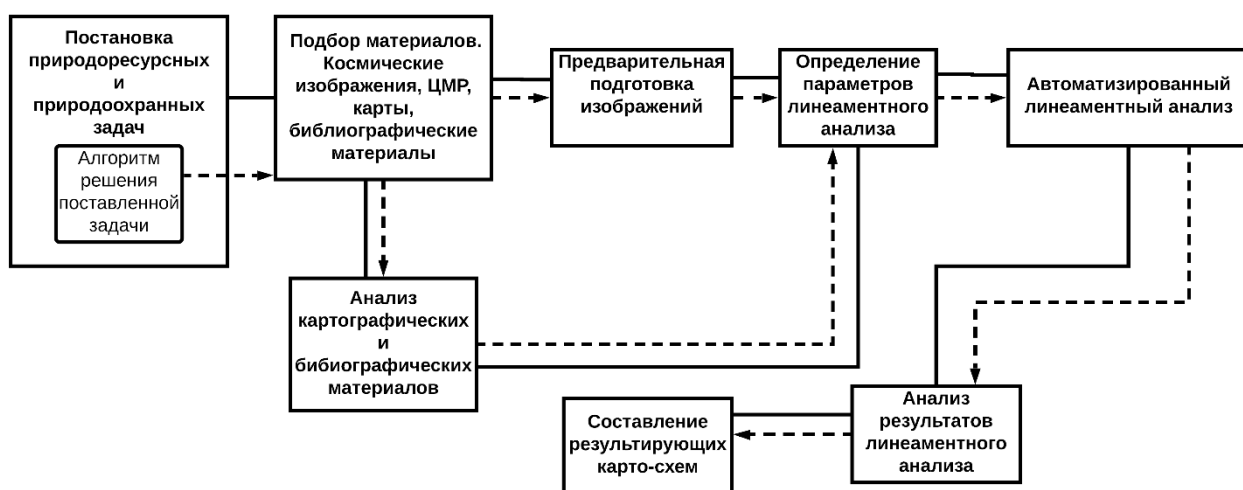 Постановка
природоресурсных
и
природоохранных
задач
Алгоритм
решения
поставленной
задачи
Подбор материалов.
Космические
изображения, ЦМР,
карты,
библиографические
материалы
Предварительная
подготовка
изображений
Определение
параметров
линеаментного
анализа
Автоматизированный
линеаментный анализ
Анализ
картографических
и
бибиографических
материалов
Анализ
результатов
линеаментного
анализа
Составление
результирующих
карто-схем